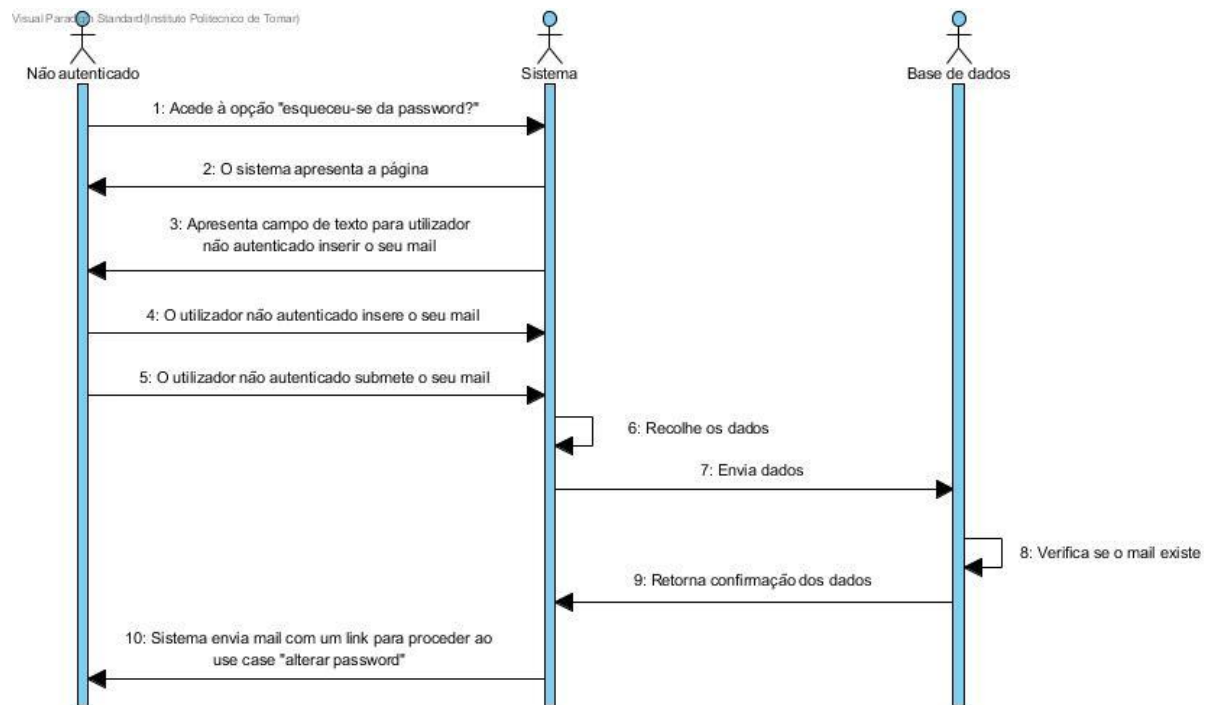 Visual Paradigm Standard(Instituto Politecnico de Tomar)
Não autenticado
Sistema
Base de dados
1: Acede à opção "esqueceu-se da password?"
2: O sistema apresenta a página
3: Apresenta campo de texto para utilizador
não autenticado inserir o seu mail
4: O utilizador não autenticado insere o seu mail
5: O utilizador não autenticado submete o seu mail
6: Recolhe os dados
7: Envia dados
8: Verifica se o mail existe
9: Retorna confirmação dos dados
10: Sistema envia mail com um link para proceder ao
use case "alterar password"